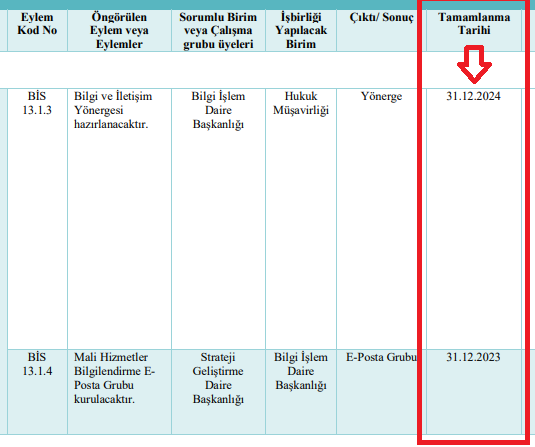 Eylem
Kod No
Öngörülen
Eylem veya
Eylemler
Sorumlu Birim
veya Çalışma
grubu üyeleri
İşbirliği
Yapılacak
Birim
Çıktı/ Sonuç
Tamamlanma
Tarihi
BİS
13.1.3
Bilgi ve İletişim
Yönergesi
hazırlanacaktır.
Bilgi İşlem
Daire
Başkanlığı
Hukuk
Müşavirliği
Yönerge
31.12.2024
BİS
13.1.4
Mali Hizmetler
Bilgilendirme E-
Posta Grubu
kurulacaktır.
Strateji
Geliştirme
Daire
Başkanlığı
Bilgi İşlem
Daire
Başkanlığı
E-Posta Grubu
31.12.2023